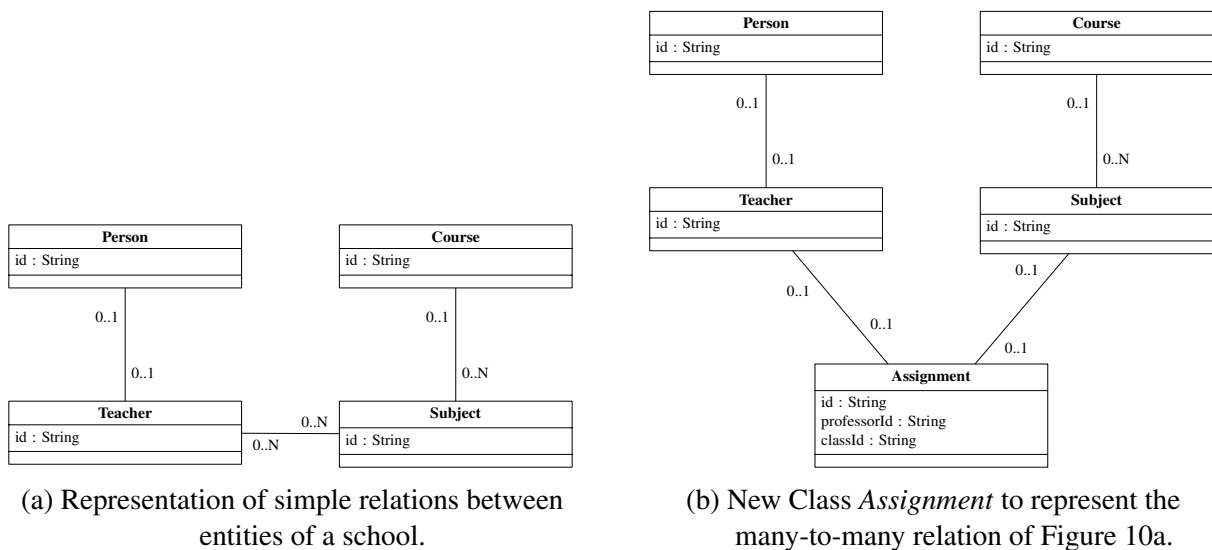 Person
id : String
Course
id : String
0..1
0..1
0..1
0..N
Teacher
id : String
0..N
0..N
Subject
id : String
(a) Representation of simple relations between
entities of a school.
Person
id : String
Course
id : String
0..1
0..1
0..1
0..N
Teacher
id : String
Subject
id : String
0..1
0..1
0..1
0..1
Assignment
id : String
professorId : String
classId : String
(b) New Class Assignment to represent the
many-to-many relation of Figure 10a.